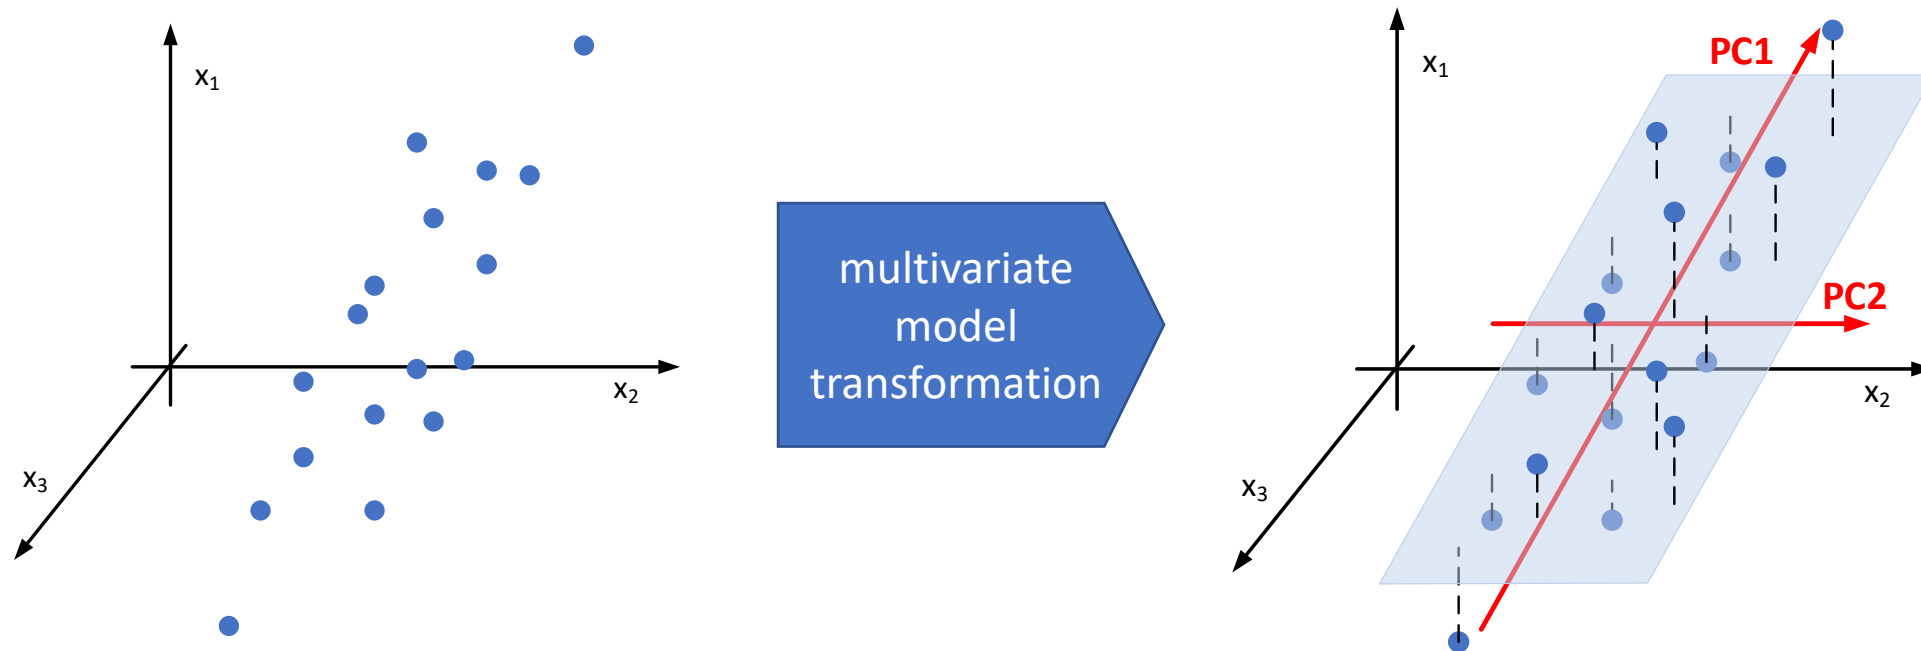 x₁
x₂
x₃
multivariate
model
transformation
PC1
x₁
PC2
x₂
x₃